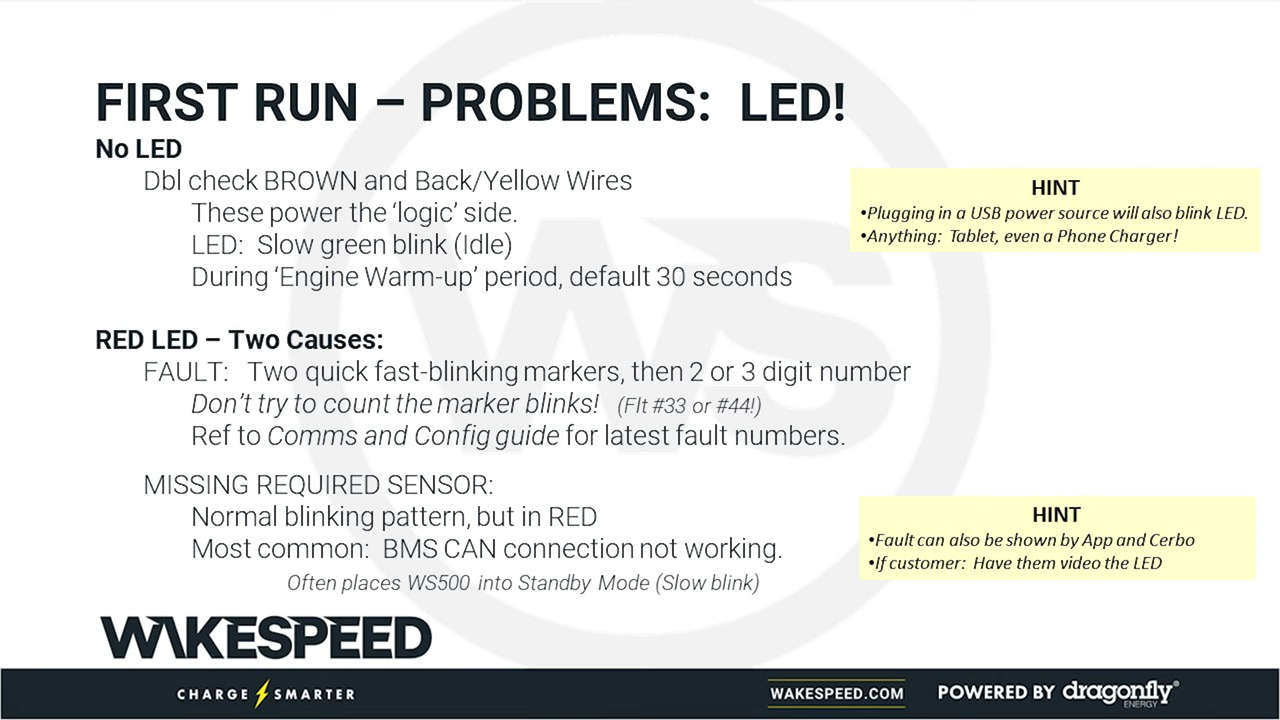 FIRST RUN – PROBLEMS: LED!
No LED
Dbl check BROWN and Back/Yellow Wires
These power the ‘logic’ side.
LED: Slow green blink (Idle)
During ‘Engine Warm-up’ period, default 30 seconds
HINT
•Plugging in a USB power source will also blink LED.
•Anything: Tablet, even a Phone Charger!
RED LED – Two Causes:
FAULT: Two quick fast-blinking markers, then 2 or 3 digit number
Don’t try to count the marker blinks! (Flt #33 or #44!)
Ref to Comms and Config guide for latest fault numbers.
MISSING REQUIRED SENSOR:
Normal blinking pattern, but in RED
Most common: BMS CAN connection not working.
Often places WS500 into Standby Mode (Slow blink)
HINT
•Fault can also be shown by App and Cerbo
•If customer: Have them video the LED
WS
WAKESPEED
CHARGE SMARTER
WAKESPEED.COM
POWERED BY dragonfly®
ENERGY